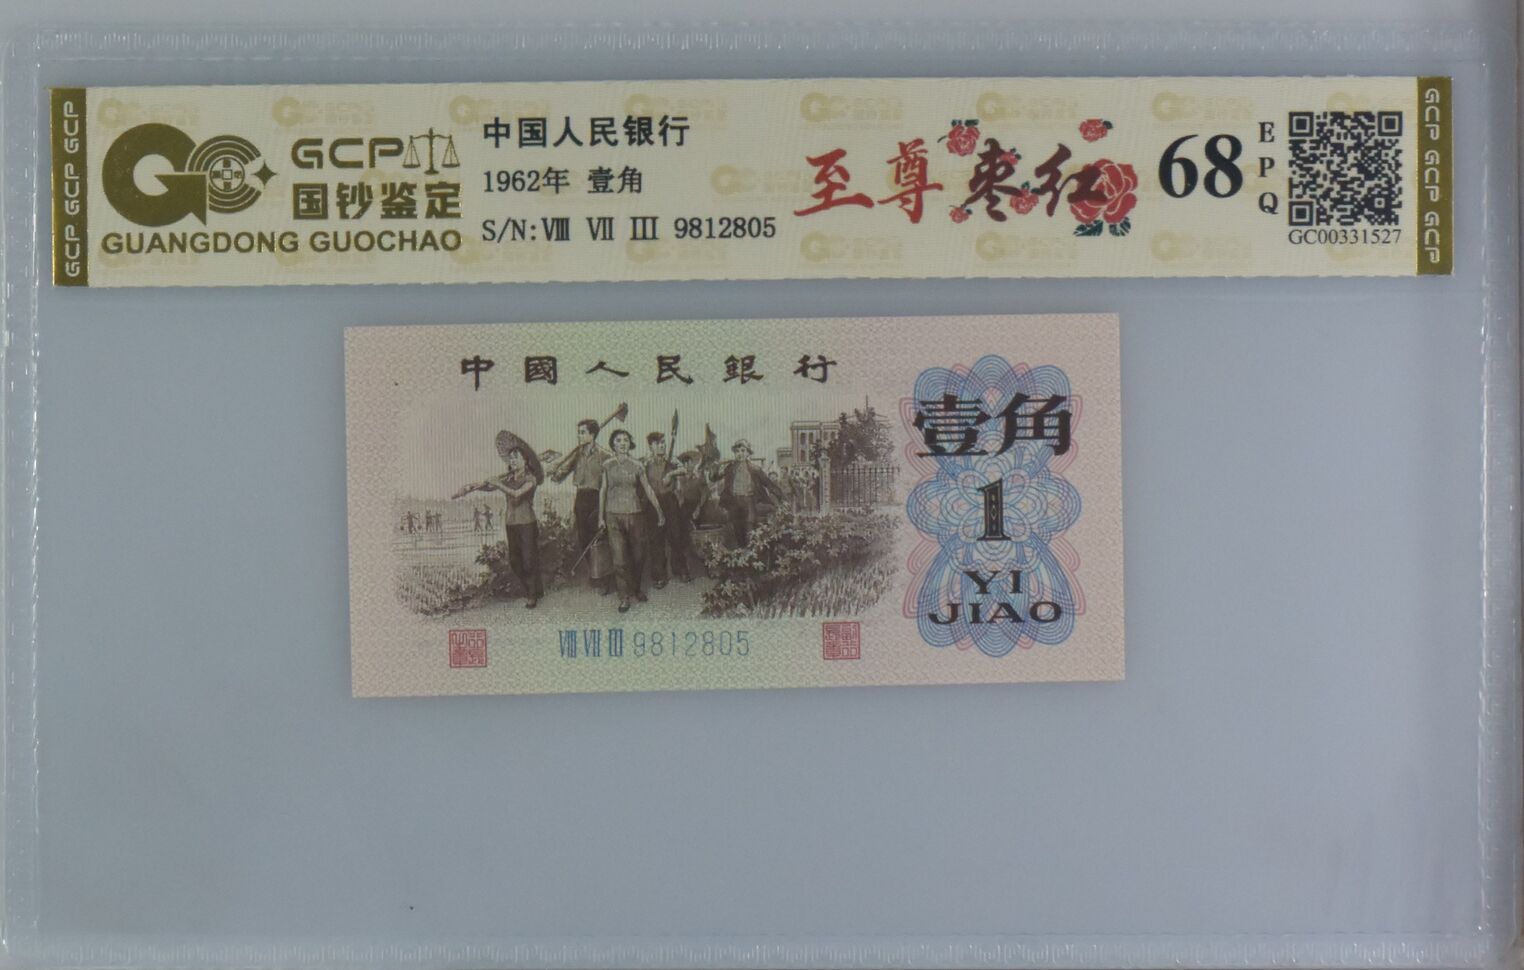 GCP GCP GCP
GCP
国钞鉴定
GUANGDONG GUOCHAO
中国人民银行
1962年 壹角
S/N: Ⅷ Ⅶ Ⅲ 9812805
至尊枣红
68
EPQ
GC00331527
GCP GCP GCP
中國人民銀行
壹角
1
YI
JIAO
Ⅷ Ⅶ Ⅲ 9812805